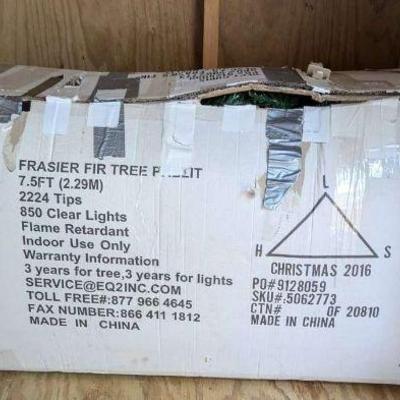 FRASIER FIR TREE
7.5FT (2.29M)
2224 Tips
850 Clear Lights
Flame Retardant
Indoor Use Only
Warranty Information
3 years for tree,3 years for lights
SERVICE@EQ2INC.COM
TOLL FREE#:877 966 4645
FAX NUMBER:866 411 1812
MADE IN CHINA
L
H S
CHRISTMAS 2016
PO#9128059
SKU#:5062773
CTN# OF 20810
MADE IN CHINA